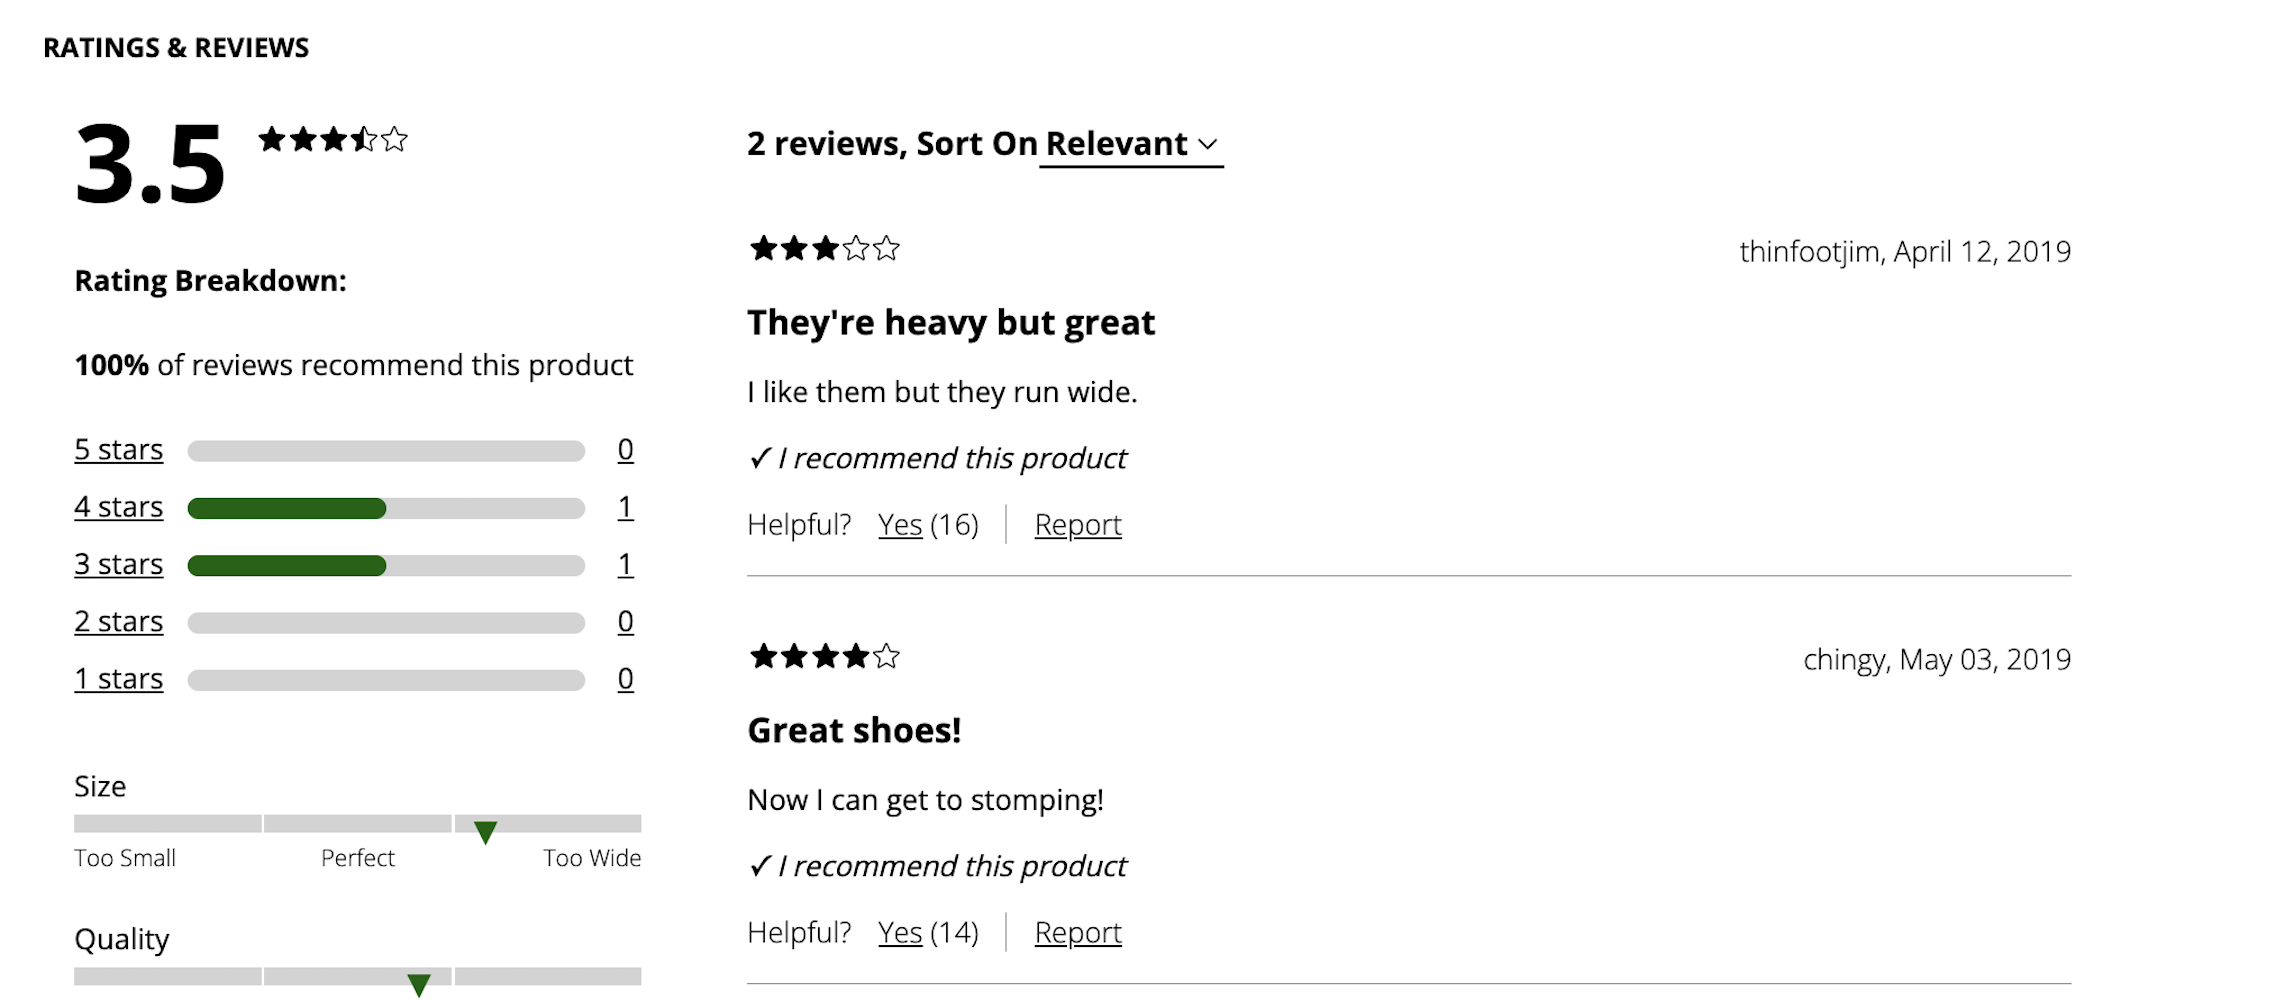 RATINGS & REVIEWS
3.5
Rating Breakdown:
100% of reviews recommend this product
5 stars 0
4 stars 1
3 stars 1
2 stars 0
1 stars 0
Size
Too Small Perfect Too Wide
Quality
2 reviews, Sort On Relevant
thinfootjim, April 12, 2019
They're heavy but great
I like them but they run wide.
✓ I recommend this product
Helpful? Yes (16) Report
chingy, May 03, 2019
Great shoes!
Now I can get to stomping!
✓ I recommend this product
Helpful? Yes (14) Report